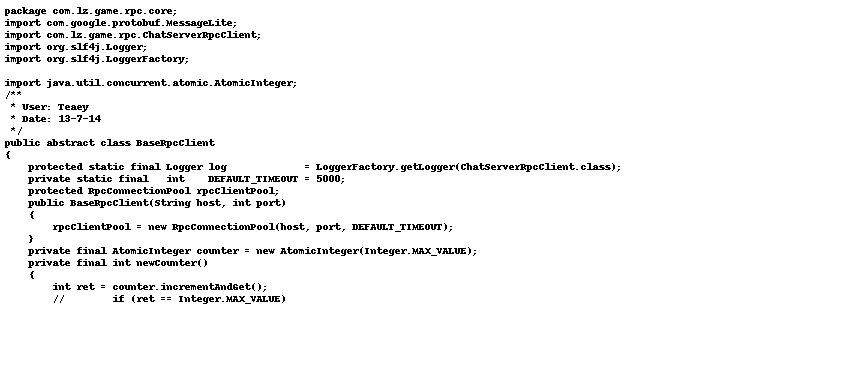 package com.lz.game.rpc.core;
import com.google.protobuf.MessageLite;
import com.lz.game.rpc.ChatServerRpcClient;
import org.slf4j.Logger;
import org.slf4j.LoggerFactory;
import java.util.concurrent.atomic.AtomicInteger;
/**
 * User: Teaey
 * Date: 13-7-14
 */
public abstract class BaseRpcClient
{
    protected static final Logger log             = LoggerFactory.getLogger(ChatServerRpcClient.class);
    private static final   int    DEFAULT_TIMEOUT = 5000;
    protected RpcConnectionPool rpcClientPool;
    public BaseRpcClient(String host, int port)
    {
        rpcClientPool = new RpcConnectionPool(host, port, DEFAULT_TIMEOUT);
    }
    private final AtomicInteger counter = new AtomicInteger(Integer.MAX_VALUE);
    private final int newCounter()
    {
        int ret = counter.incrementAndGet();
        //        if (ret == Integer.MAX_VALUE)